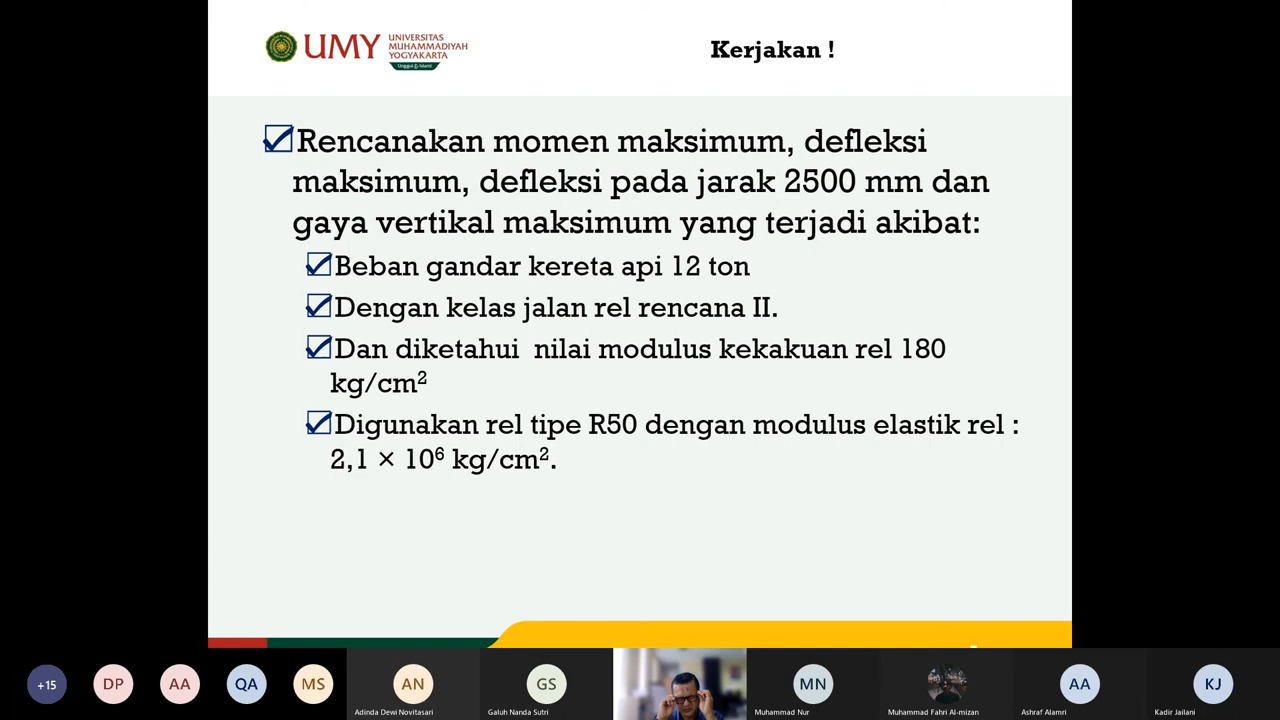 UMY
UNIVERSITAS
MUHAMMADIYAH
YOGYAKARTA
Unggul & Islami
Kerjakan !
Rencanakan momen maksimum, defleksi
maksimum, defleksi pada jarak 2500 mm dan
gaya vertikal maksimum yang terjadi akibat:
Beban gandar kereta api 12 ton
Dengan kelas jalan rel rencana II.
Dan diketahui  nilai modulus kekakuan rel 180
kg/cm²
Digunakan rel tipe R50 dengan modulus elastik rel :
2,1 × 10⁶ kg/cm².
+15
DP
AA
QA
MS
AN
GS
MN
AA
KJ
Adinda Dewi Novitasari
Galuh Nanda Sutri
Muhammad Nur
Muhammad Fahri Al-mizan
Ashraf Alamri
Kadir Jailani